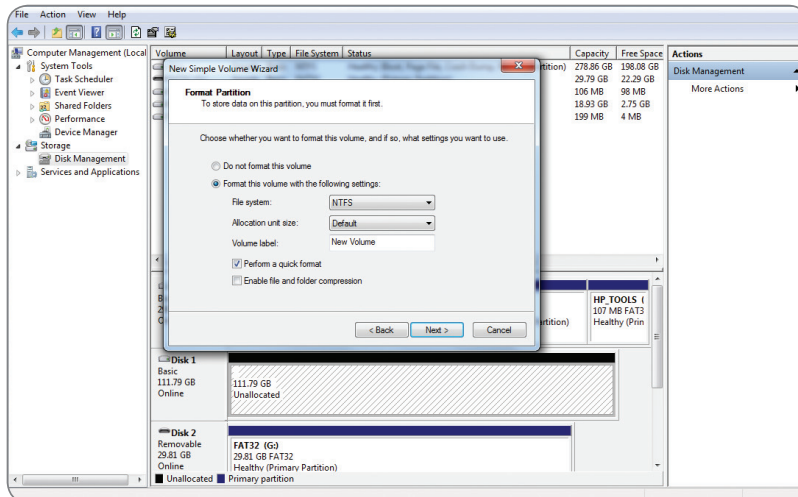 File Action View Help
Computer Management (Local
System Tools
Task Scheduler
Event Viewer
Shared Folders
Performance
Device Manager
Storage
Disk Management
Services and Applications
Volume Layout Type File System Status Capacity Free Space
rtition) 278.86 GB 198.08 GB
29.79 GB 22.29 GB
106 MB 98 MB
18.93 GB 2.75 GB
199 MB 4 MB
Actions
Disk Management
More Actions
New Simple Volume Wizard
Format Partition
To store data on this partition, you must format it first.
Choose whether you want to format this volume, and if so, what settings you want to use.
Do not format this volume
Format this volume with the following settings:
File system: NTFS
Allocation unit size: Default
Volume label: New Volume
Perform a quick format
Enable file and folder compression
< Back Next > Cancel
HP_TOOLS (
107 MB FAT3
artition) Healthy (Prin
Disk 1
Basic
111.79 GB
Online
111.79 GB
Unallocated
Disk 2
Removable
29.81 GB
Online
FAT32 (G:)
29.81 GB FAT32
Healthy (Primary Partition)
Unallocated Primary partition